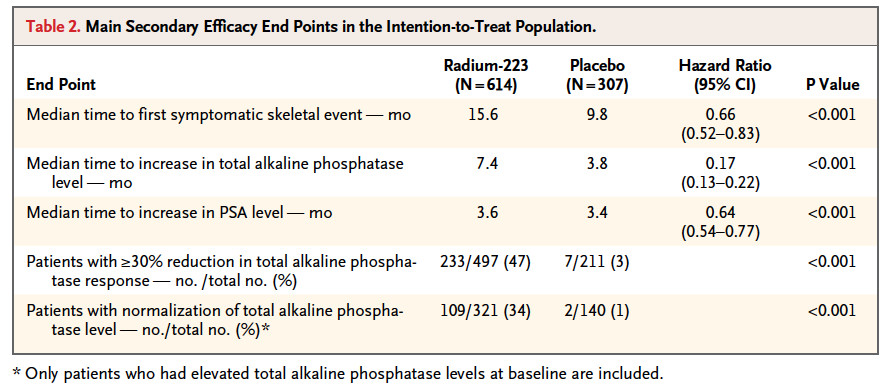 Table 2. Main Secondary Efficacy End Points in the Intention-to-Treat Population.
End Point Radium-223 (N=614) Placebo (N=307) Hazard Ratio (95% CI) P Value
Median time to first symptomatic skeletal event — mo 15.6 9.8 0.66 (0.52–0.83) <0.001
Median time to increase in total alkaline phosphatase
level — mo 7.4 3.8 0.17 (0.13–0.22) <0.001
Median time to increase in PSA level — mo 3.6 3.4 0.64 (0.54–0.77) <0.001
Patients with ≥30% reduction in total alkaline phospha-
tase response — no. /total no. (%) 233/497 (47) 7/211 (3) <0.001
Patients with normalization of total alkaline phospha-
tase level — no./total no. (%)* 109/321 (34) 2/140 (1) <0.001
* Only patients who had elevated total alkaline phosphatase levels at baseline are included.